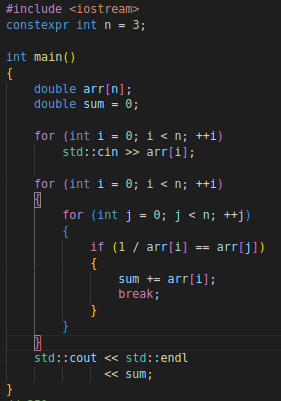 #include <iostream>
constexpr int n = 3;

int main()
{
    double arr[n];
    double sum = 0;

    for (int i = 0; i < n; ++i)
        std::cin >> arr[i];

    for (int i = 0; i < n; ++i)
    {
        for (int j = 0; j < n; ++j)
        {
            if (1 / arr[i] == arr[j])
            {
                sum += arr[i];
                break;
            }
        }
    }
    std::cout << std::endl
              << sum;
}